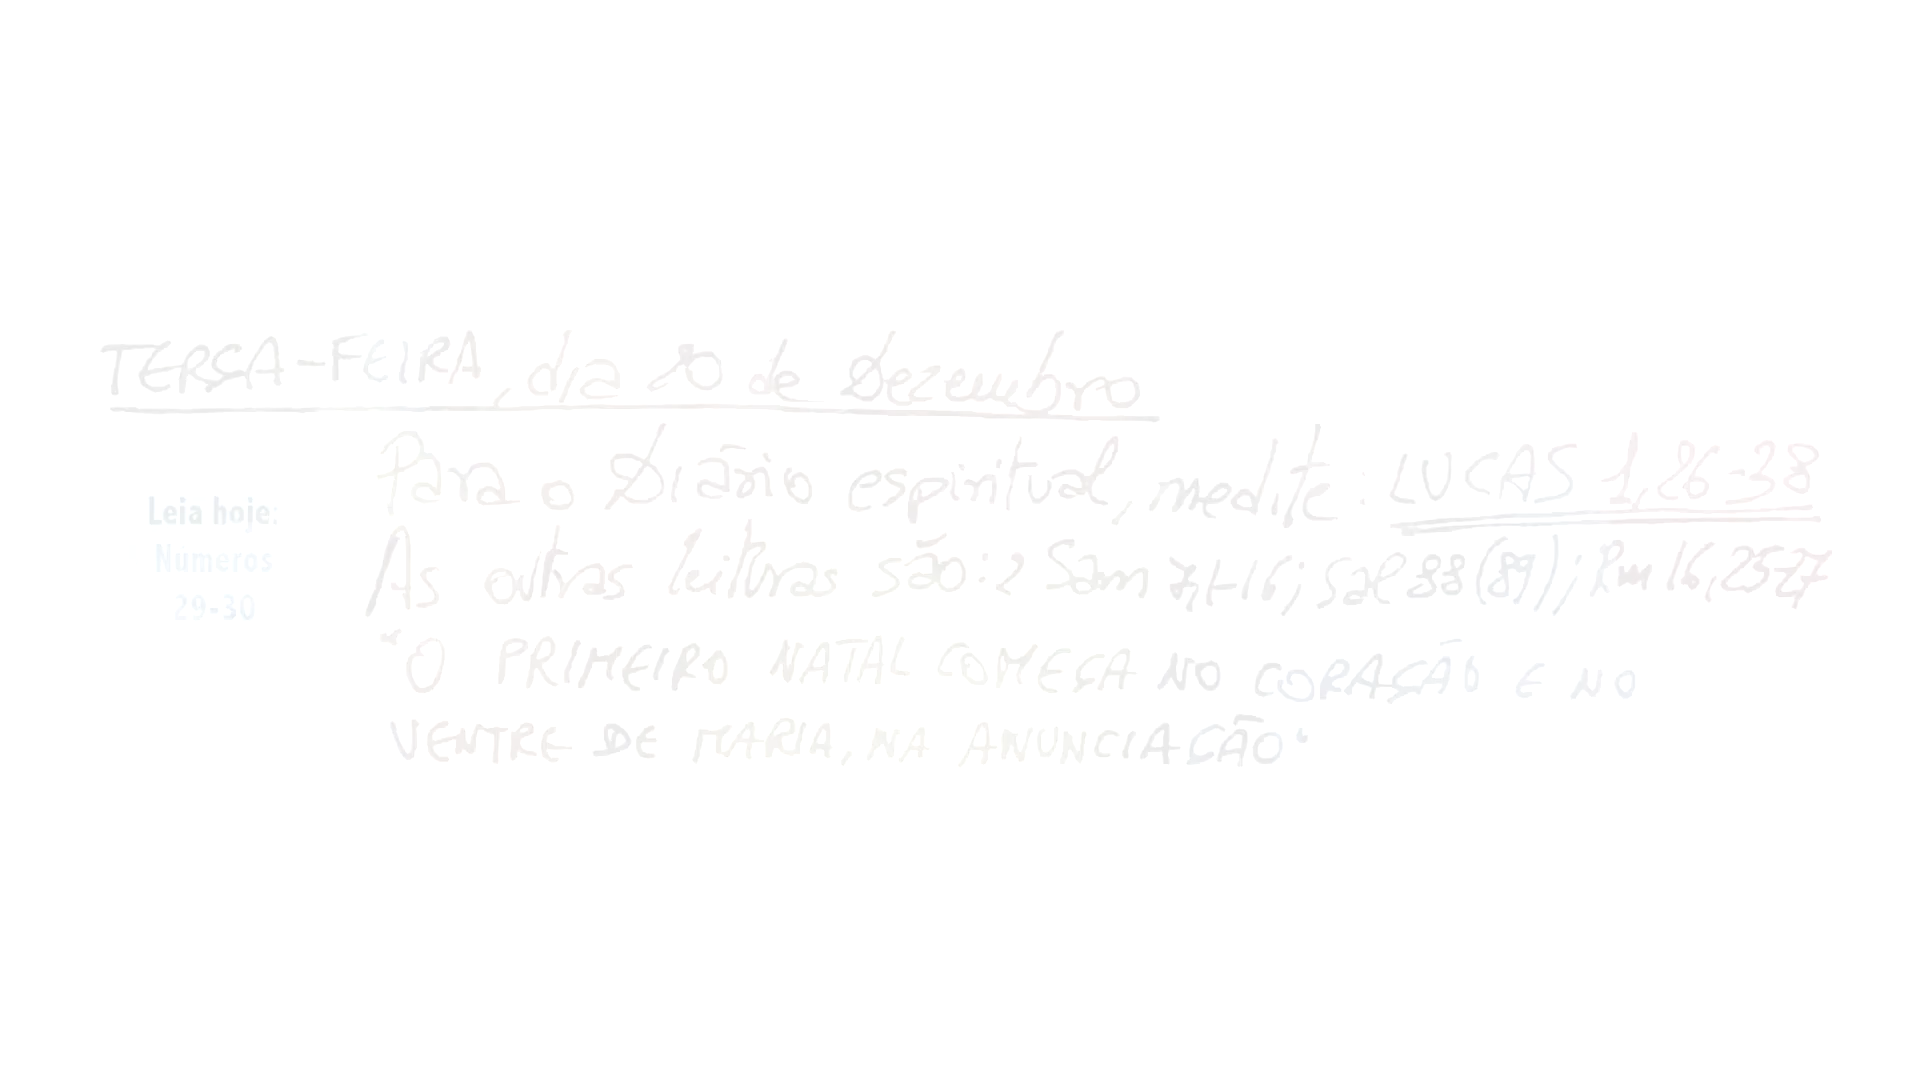 TERÇA-FEIRA, dia 20 de Dezembro
Para o Diário espiritual, medite: LUCAS 1,26-38
Leia hoje:
Números
29-30
As outras leituras são: 2 Sam 7,1-16; Sal 88 (89); Rm 16,25-27
"O PRIMEIRO NATAL COMEÇA NO CORAÇÃO E NO
VENTRE DE MARIA, NA ANUNCIAÇÃO"